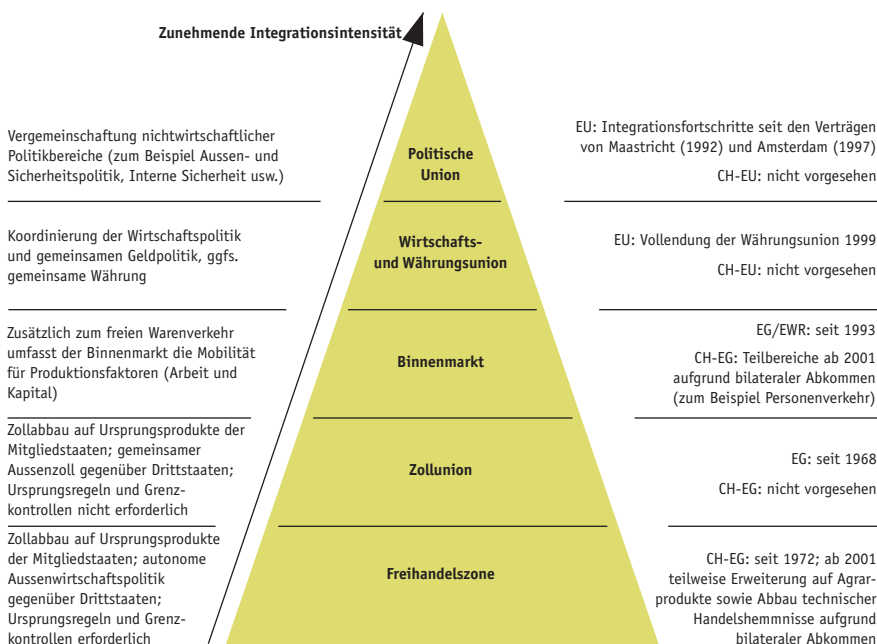 Zunehmende Integrationsintensität
Vergemeinschaftung nichtwirtschaftlicher
Politikbereiche (zum Beispiel Aussen- und
Sicherheitspolitik, Interne Sicherheit usw.)
Politische
Union
EU: Integrationsfortschritte seit den Verträgen
von Maastricht (1992) und Amsterdam (1997)
CH-EU: nicht vorgesehen
Koordinierung der Wirtschaftspolitik
und gemeinsamen Geldpolitik, ggfs.
gemeinsame Währung
Wirtschafts-
und Währungsunion
EU: Vollendung der Währungsunion 1999
CH-EU: nicht vorgesehen
Zusätzlich zum freien Warenverkehr
umfasst der Binnenmarkt die Mobilität
für Produktionsfaktoren (Arbeit und
Kapital)
Binnenmarkt
EG/EWR: seit 1993
CH-EG: Teilbereiche ab 2001
aufgrund bilateraler Abkommen
(zum Beispiel Personenverkehr)
Zollabbau auf Ursprungsprodukte der
Mitgliedstaaten; gemeinsamer
Aussenzoll gegenüber Drittstaaten;
Ursprungsregeln und Grenz-
kontrollen nicht erforderlich
Zollunion
EG: seit 1968
CH-EG: nicht vorgesehen
Zollabbau auf Ursprungsprodukte
der Mitgliedstaaten; autonome
Aussenwirtschaftspolitik
gegenüber Drittstaaten;
Ursprungsregeln und Grenz-
kontrollen erforderlich
Freihandelszone
CH-EG: seit 1972; ab 2001
teilweise Erweiterung auf Agrar-
produkte sowie Abbau technischer
Handelshemmnisse aufgrund
bilateraler Abkommen